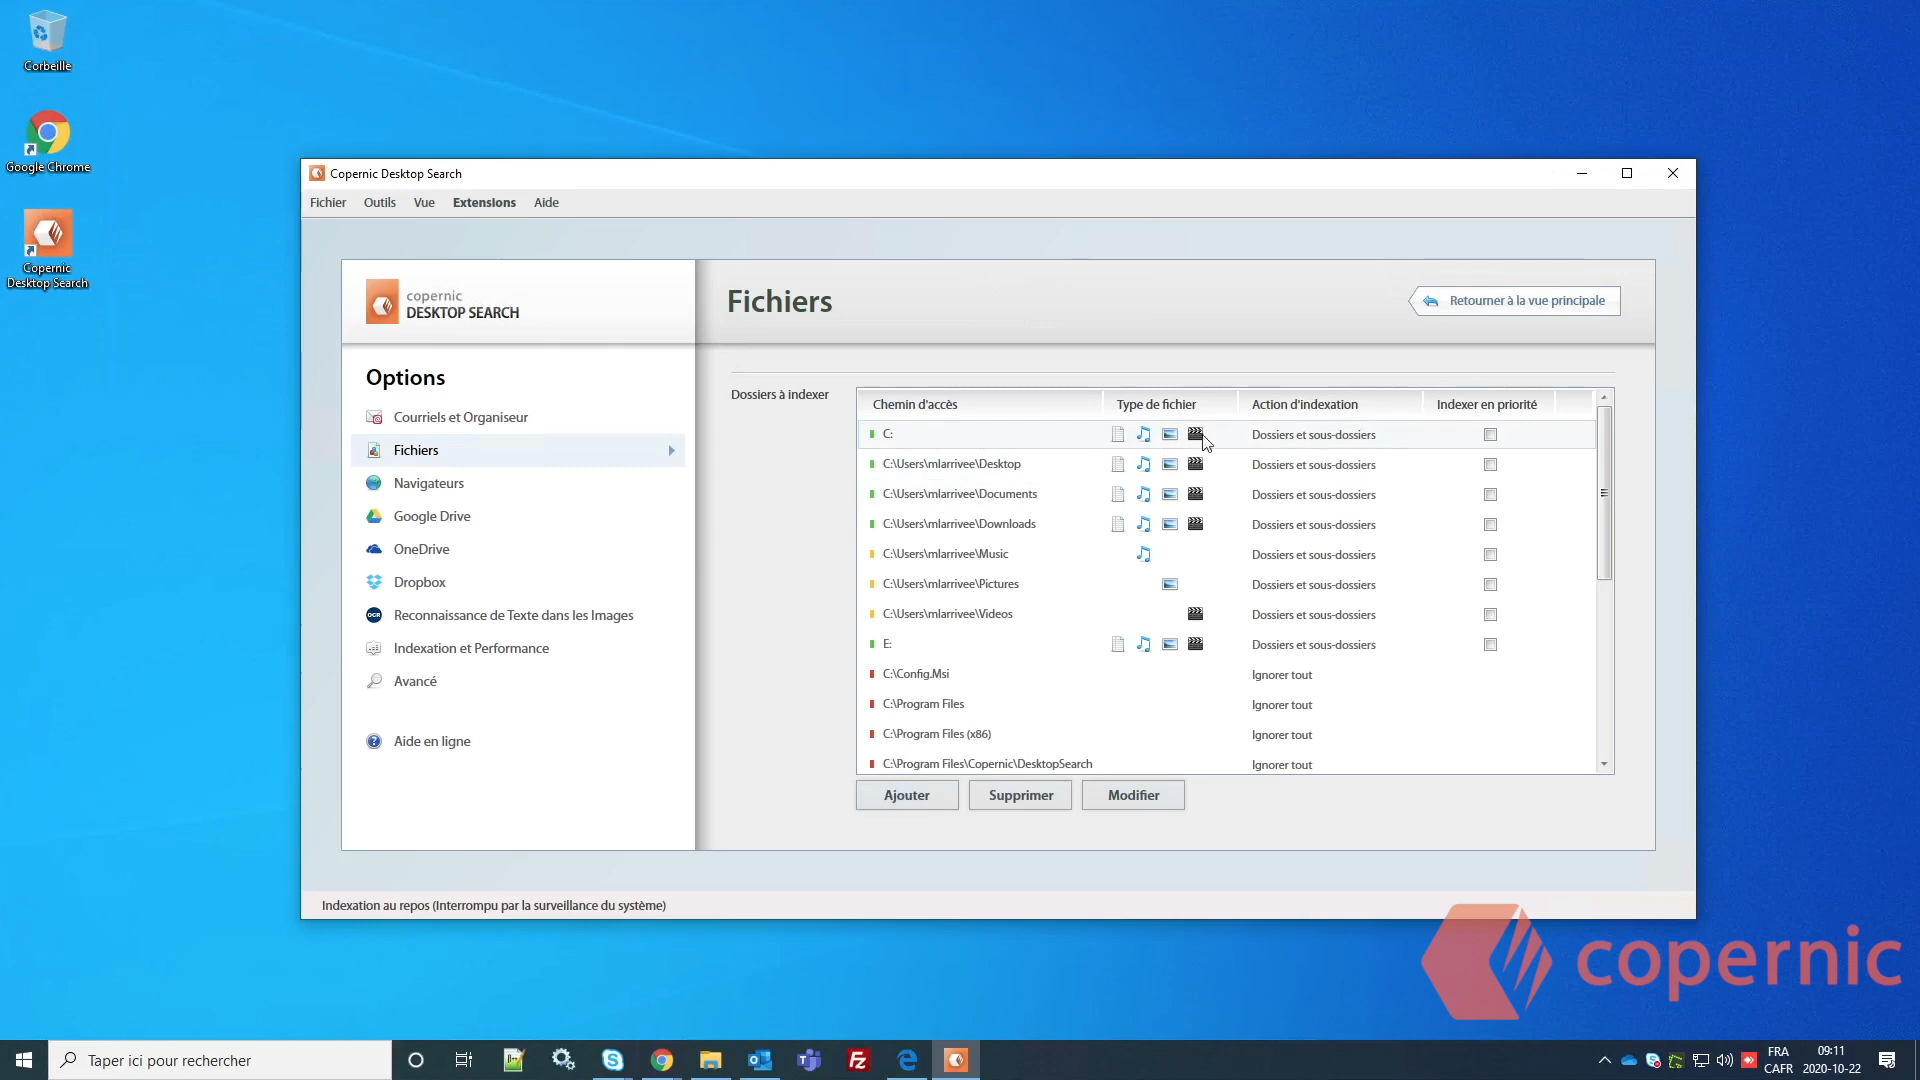 Corbeille
Google Chrome
Copernic
Desktop Search
Copernic Desktop Search
Fichier Outils Vue Extensions Aide
copernic
DESKTOP SEARCH
Fichiers
Retourner à la vue principale
Options
Courriels et Organiseur
Fichiers
Navigateurs
Google Drive
OneDrive
Dropbox
OCR Reconnaissance de Texte dans les Images
Indexation et Performance
Avancé
Aide en ligne
Dossiers à indexer
Chemin d'accès Type de fichier Action d'indexation Indexer en priorité
C: Dossiers et sous-dossiers
C:\Users\mlarrivee\Desktop Dossiers et sous-dossiers
C:\Users\mlarrivee\Documents Dossiers et sous-dossiers
C:\Users\mlarrivee\Downloads Dossiers et sous-dossiers
C:\Users\mlarrivee\Music Dossiers et sous-dossiers
C:\Users\mlarrivee\Pictures Dossiers et sous-dossiers
C:\Users\mlarrivee\Videos Dossiers et sous-dossiers
E: Dossiers et sous-dossiers
C:\Config.Msi Ignorer tout
C:\Program Files Ignorer tout
C:\Program Files (x86) Ignorer tout
C:\Program Files\Copernic\DesktopSearch Ignorer tout
Ajouter Supprimer Modifier
Indexation au repos (Interrompu par la surveillance du système)
copernic
Taper ici pour rechercher
FRA
CAFR
09:11
2020-10-22